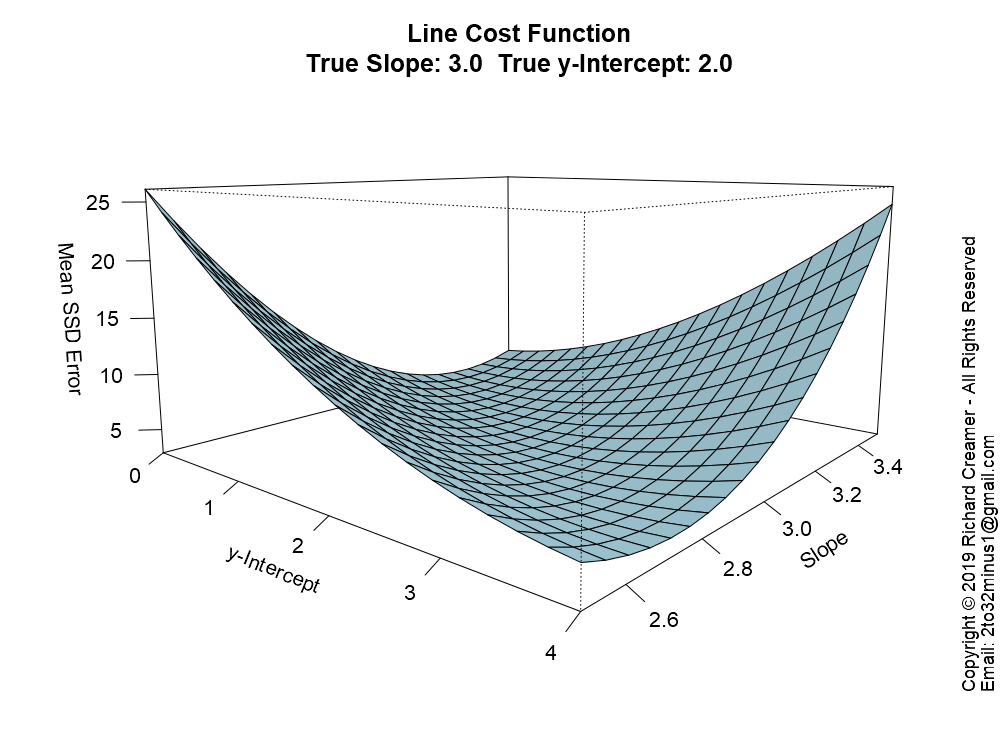 Line Cost Function
True Slope: 3.0  True y-Intercept: 2.0
25
20
15
10
5
Mean SSD Error
0
1
2
3
4
y-Intercept
2.6
2.8
3.0
3.2
3.4
Slope
Copyright © 2019 Richard Creamer - All Rights Reserved
Email: 2to32minus1@gmail.com